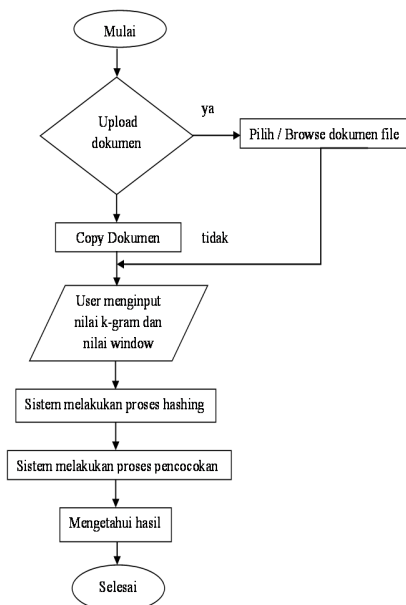 Mulai
Upload
dokumen
ya
Pilih / Browse dokumen file
Copy Dokumen
tidak
User menginput
nilai k-gram dan
nilai window
Sistem melakukan proses hashing
Sistem melakukan proses pencocokan
Mengetahui hasil
Selesai